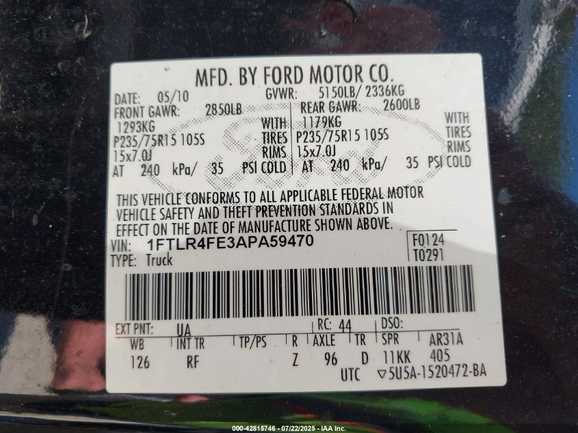 MFD. BY FORD MOTOR CO.
DATE: 05/10 GVWR: 5150LB/ 2336KG
FRONT GAWR: 2850LB REAR GAWR: 2600LB
1293KG WITH 1179KG WITH
P235/75R15 105S TIRES P235/75R15 105S TIRES
15x7.0J RIMS 15x7.0J RIMS
AT 240 kPa/ 35 PSI COLD AT 240 kPa/ 35 PSI COLD
THIS VEHICLE CONFORMS TO ALL APPLICABLE FEDERAL MOTOR
VEHICLE SAFETY AND THEFT PREVENTION STANDARDS IN
EFFECT ON THE DATE OF MANUFACTURE SHOWN ABOVE.
VIN: 1FTLR4FE3APA59470 F0124
TYPE: Truck T0291
EXT PNT: UA RC: 44 DSO:
WB INT TR TP/PS R AXLE TR SPR AR31A
126 RF Z 96 D 11KK 405
UTC ▽5U5A-1520472-BA
000-42815746 - 07/22/2025 - IAA Inc.